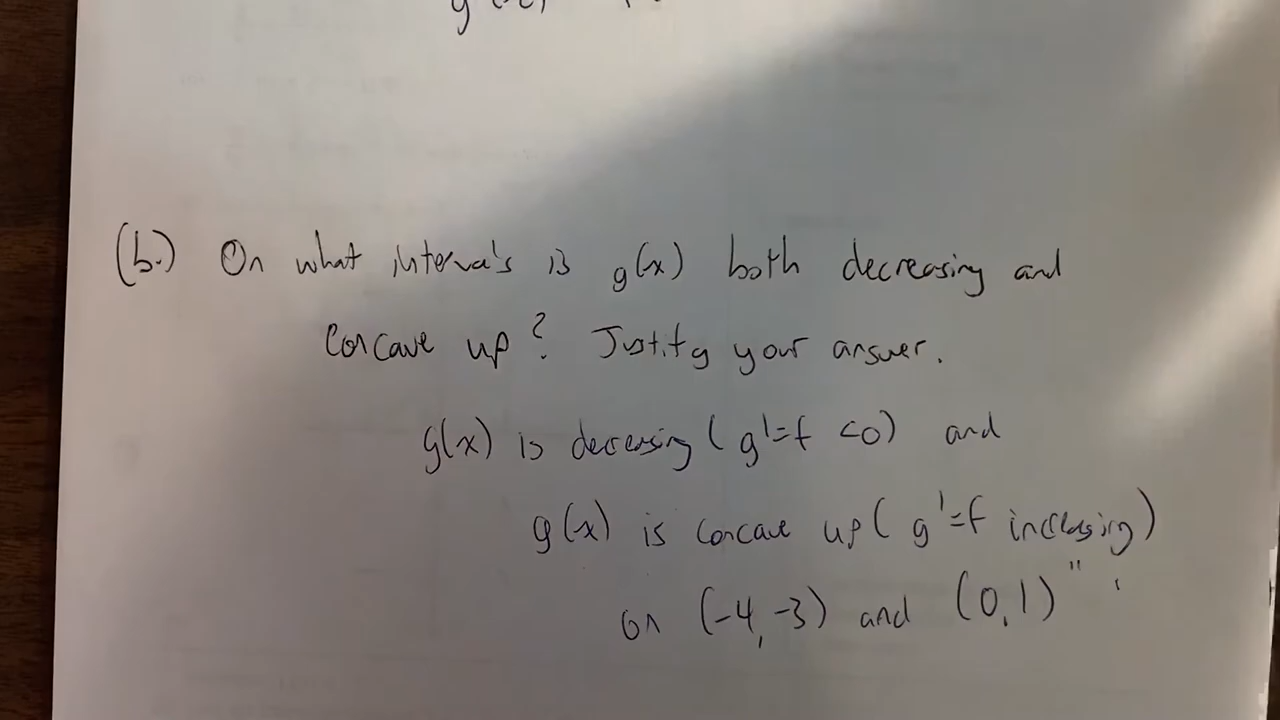 (b.) On what interva's is g(x) both decreasing and
concave up? Justify your answer.
g(x) is decreasing (g'=f <0) and
g(x) is concave up (g'=f increasing)
on (-4,-3) and (0,1)"